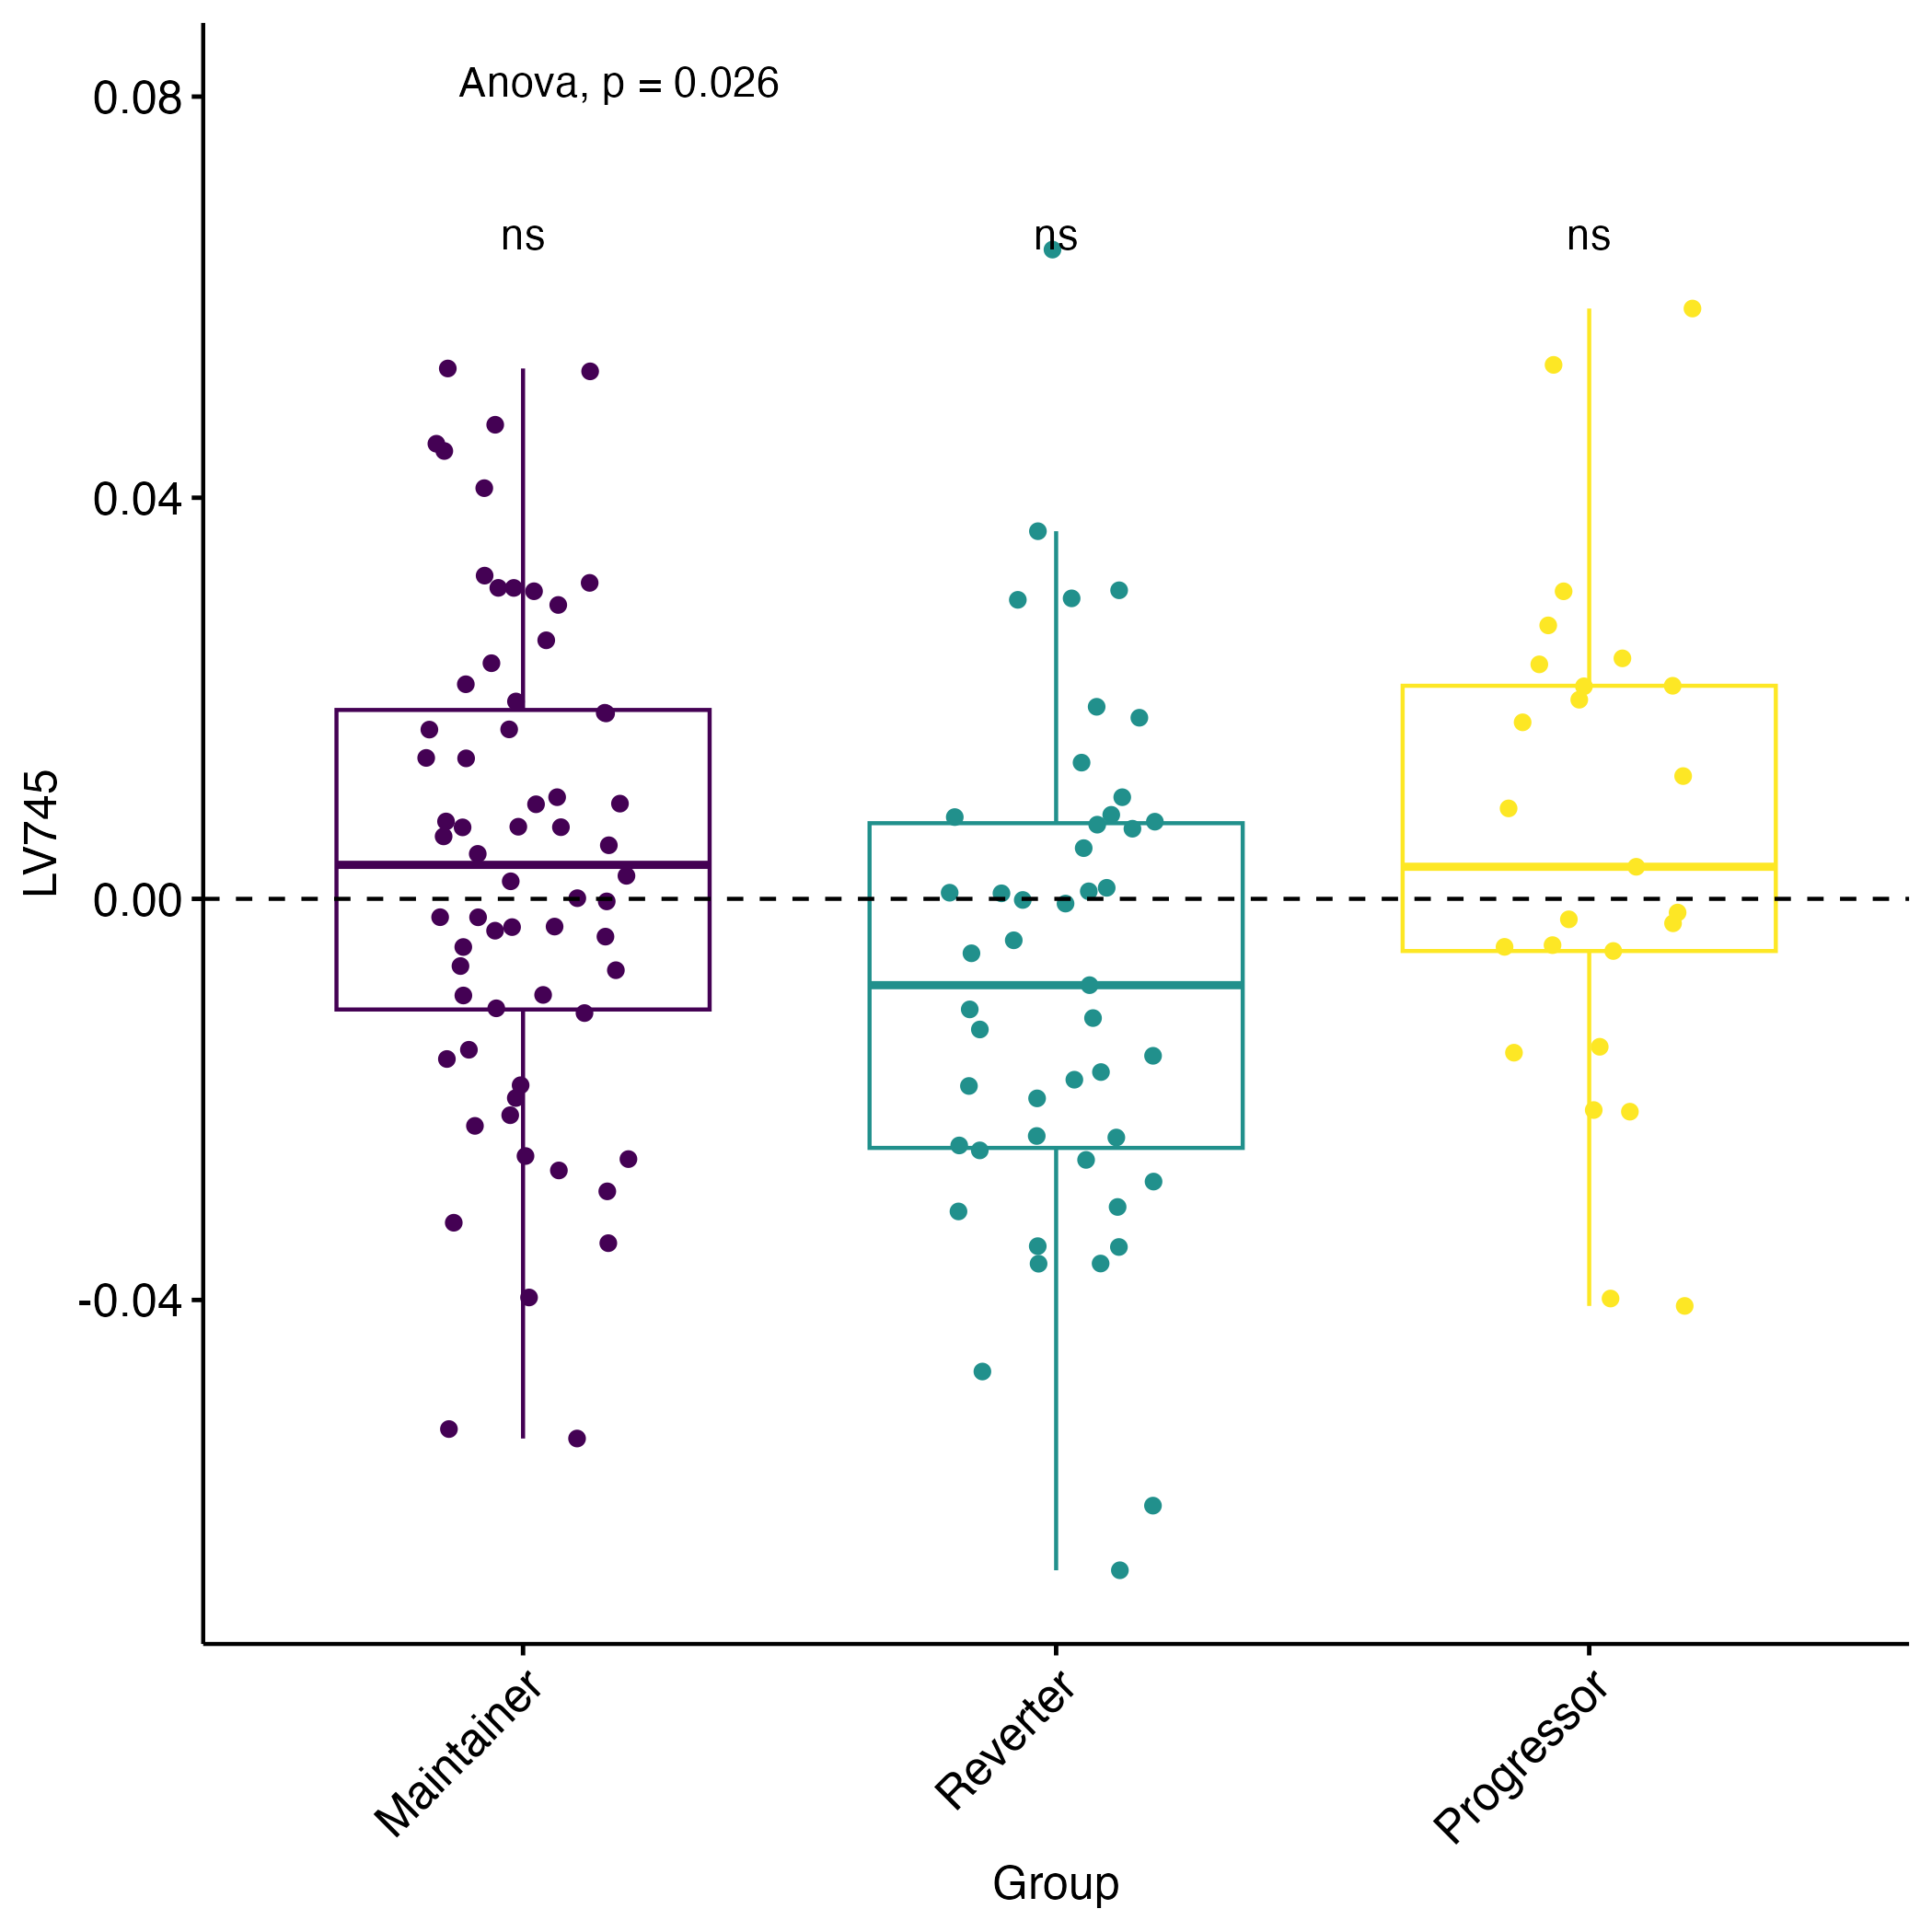 Anova, p = 0.026
ns
ns
ns
0.08
0.04
0.00
-0.04
LV745
Maintainer
Reverter
Progressor
Group